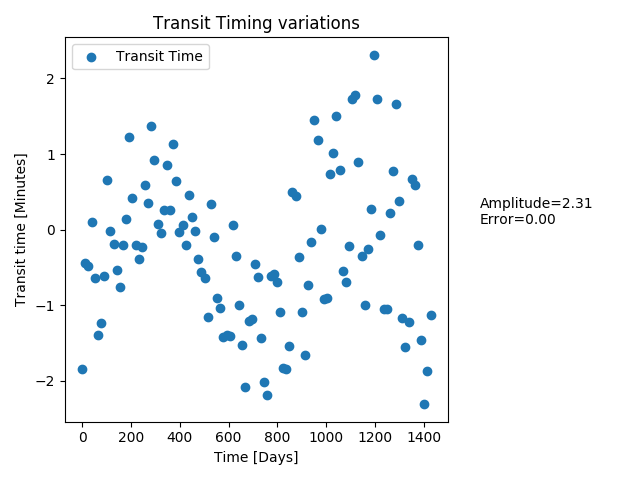 Transit Timing variations
Transit Time
2
1
0
−1
−2
Transit time [Minutes]
0 200 400 600 800 1000 1200 1400
Time [Days]
Amplitude=2.31
Error=0.00